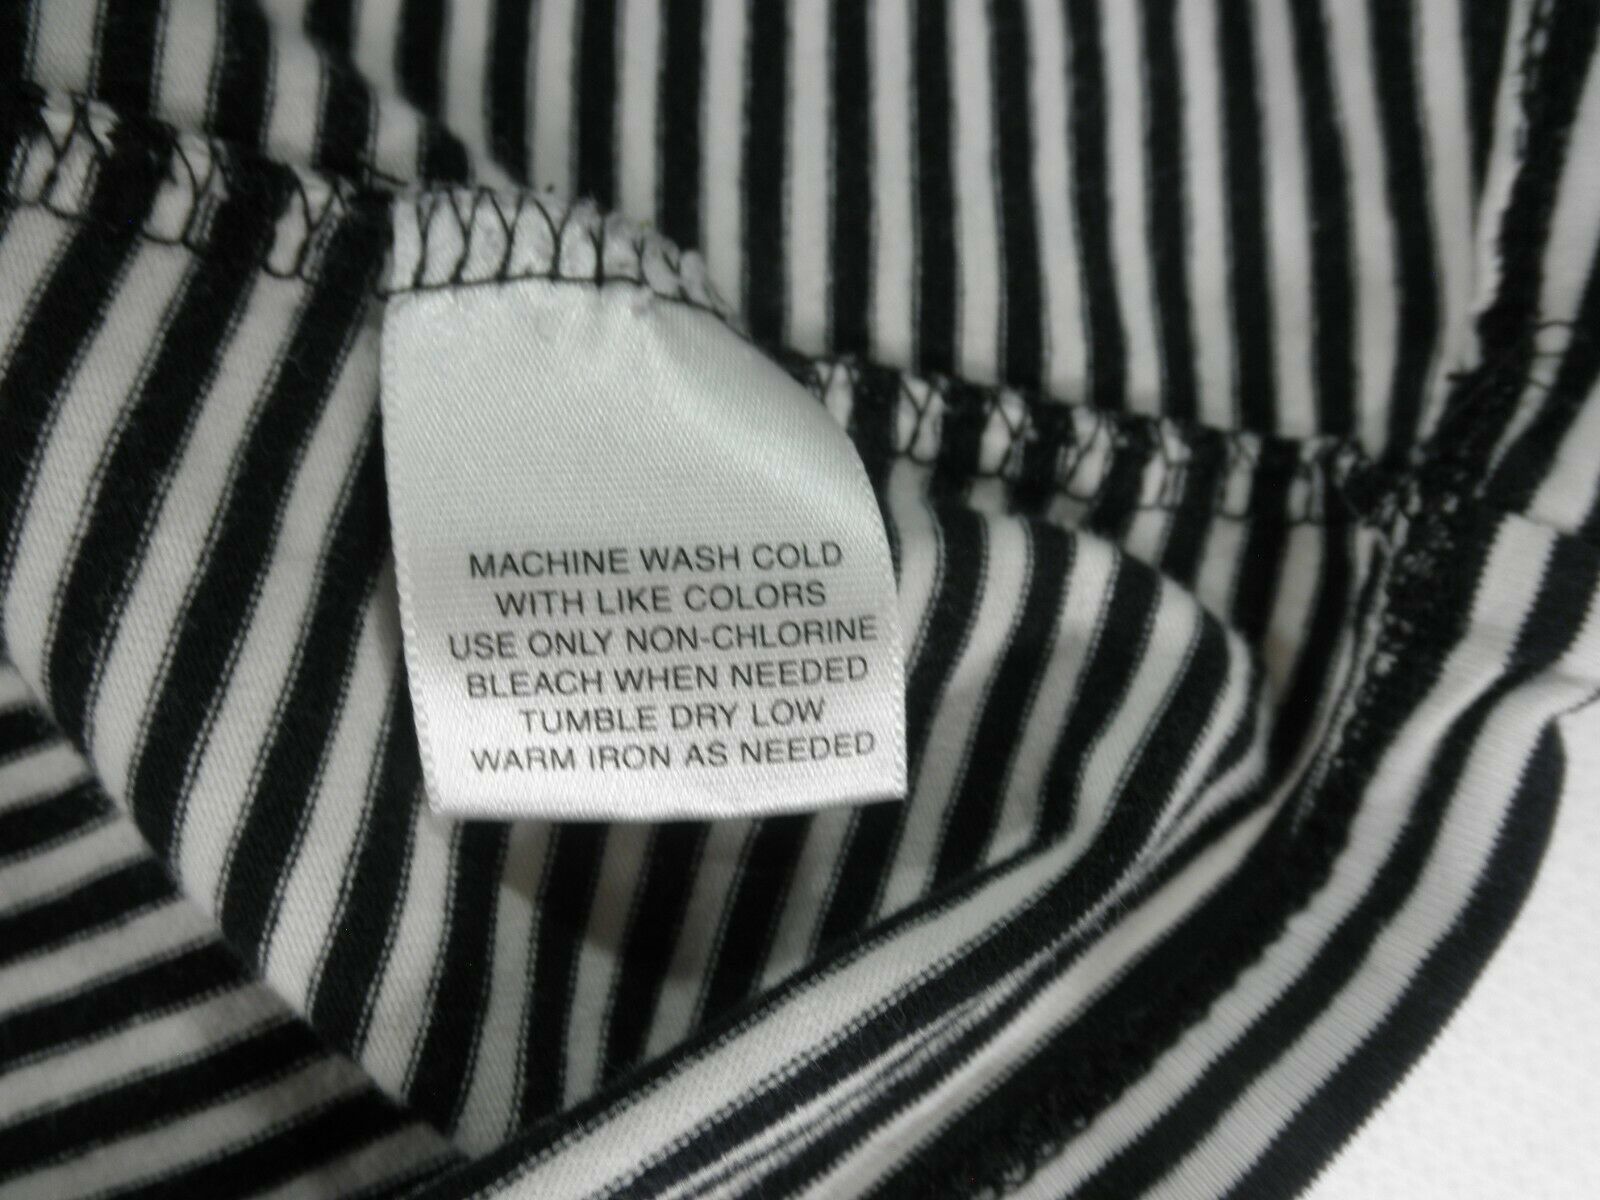 MACHINE WASH COLD
WITH LIKE COLORS
USE ONLY NON-CHLORINE
BLEACH WHEN NEEDED
TUMBLE DRY LOW
WARM IRON AS NEEDED